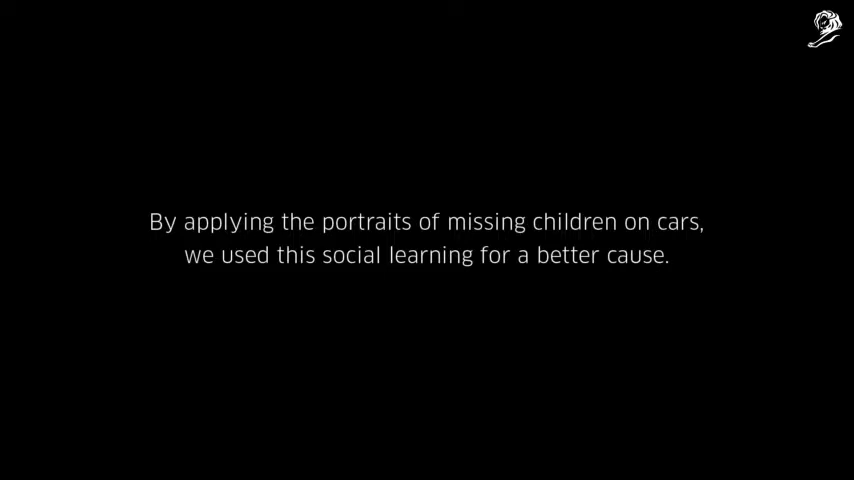 By applying the portraits of missing children on cars,
we used this social learning for a better cause.